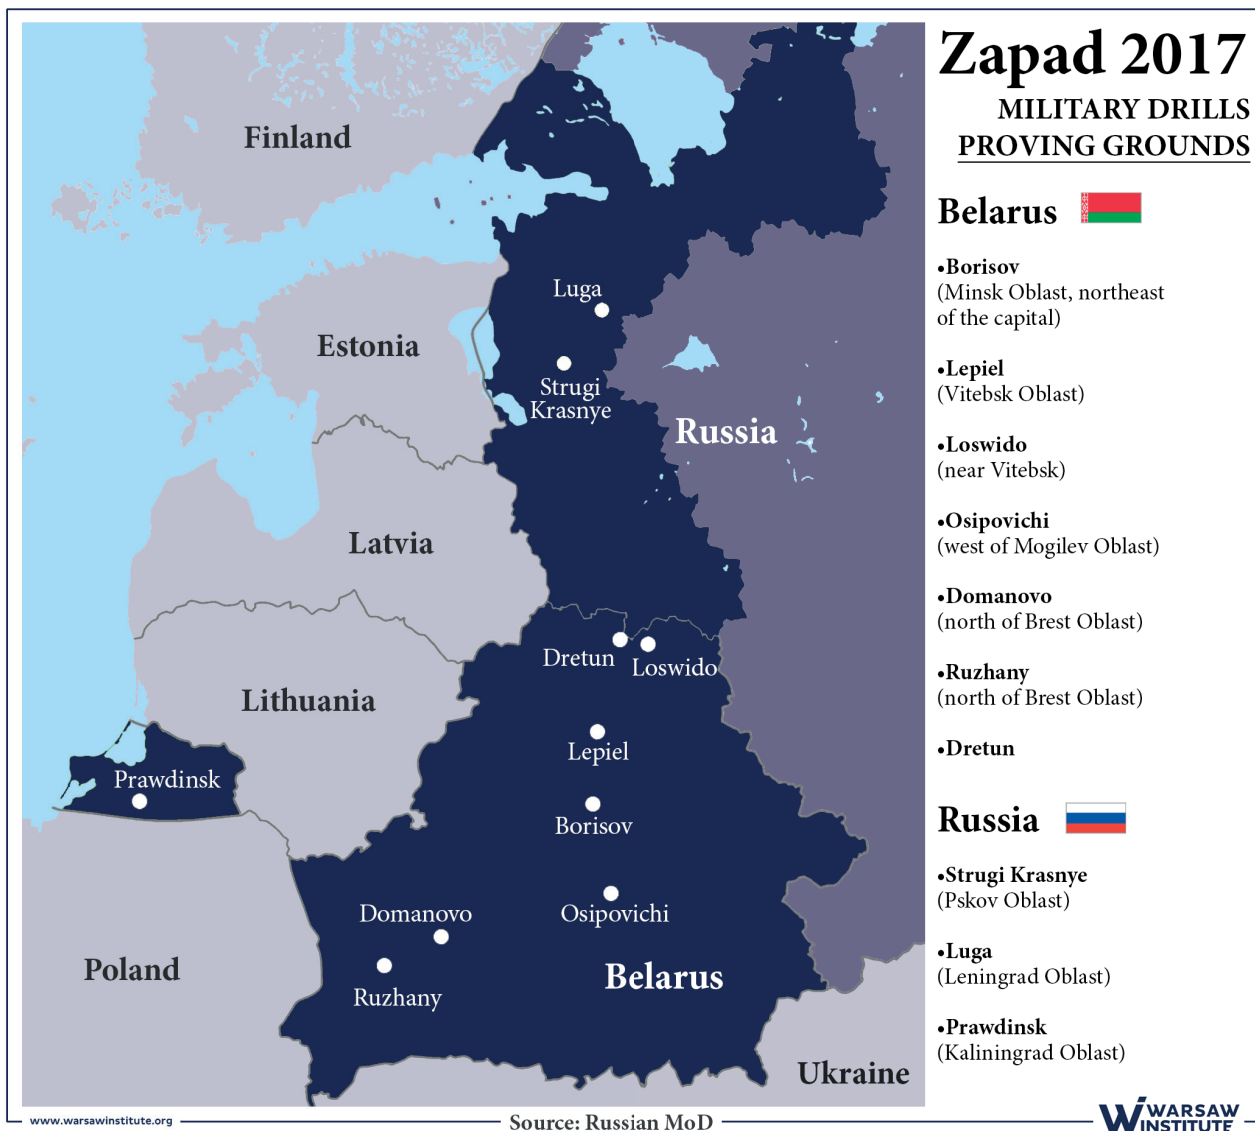 Zapad 2017
MILITARY DRILLS
PROVING GROUNDS
Belarus
•Borisov
(Minsk Oblast, northeast
of the capital)
•Lepiel
(Vitebsk Oblast)
•Loswido
(near Vitebsk)
•Osipovichi
(west of Mogilev Oblast)
•Domanovo
(north of Brest Oblast)
•Ruzhany
(north of Brest Oblast)
•Dretun
Russia
•Strugi Krasnye
(Pskov Oblast)
•Luga
(Leningrad Oblast)
•Prawdinsk
(Kaliningrad Oblast)
Finland
Luga
Estonia
Strugi
Krasnye
Russia
Latvia
Dretun
Loswido
Lithuania
Lepiel
Prawdinsk
Borisov
Domanovo
Osipovichi
Poland
Belarus
Ruzhany
Ukraine
www.warsawinstitute.org
Source: Russian MoD
WI WARSAW
INSTITUTE